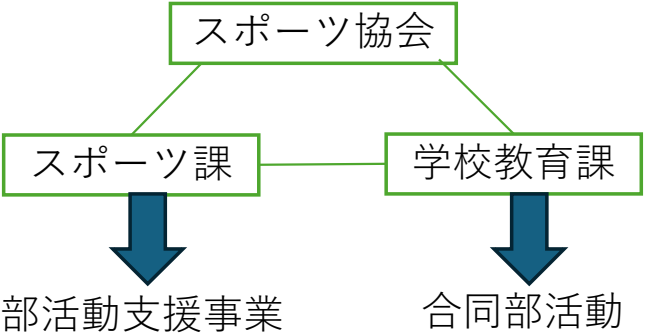 スポーツ協会
スポーツ課
学校教育課
部活動支援事業
合同部活動